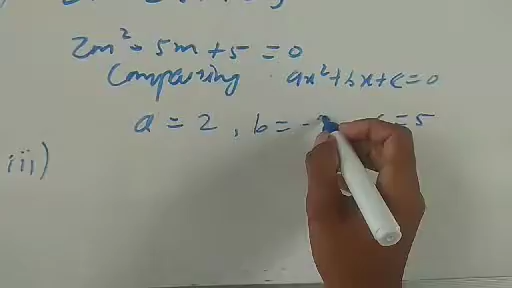 2m² - 5m + 5 = 0
Comparing ax² + bx + c = 0
a = 2, b = - = 5
iii)